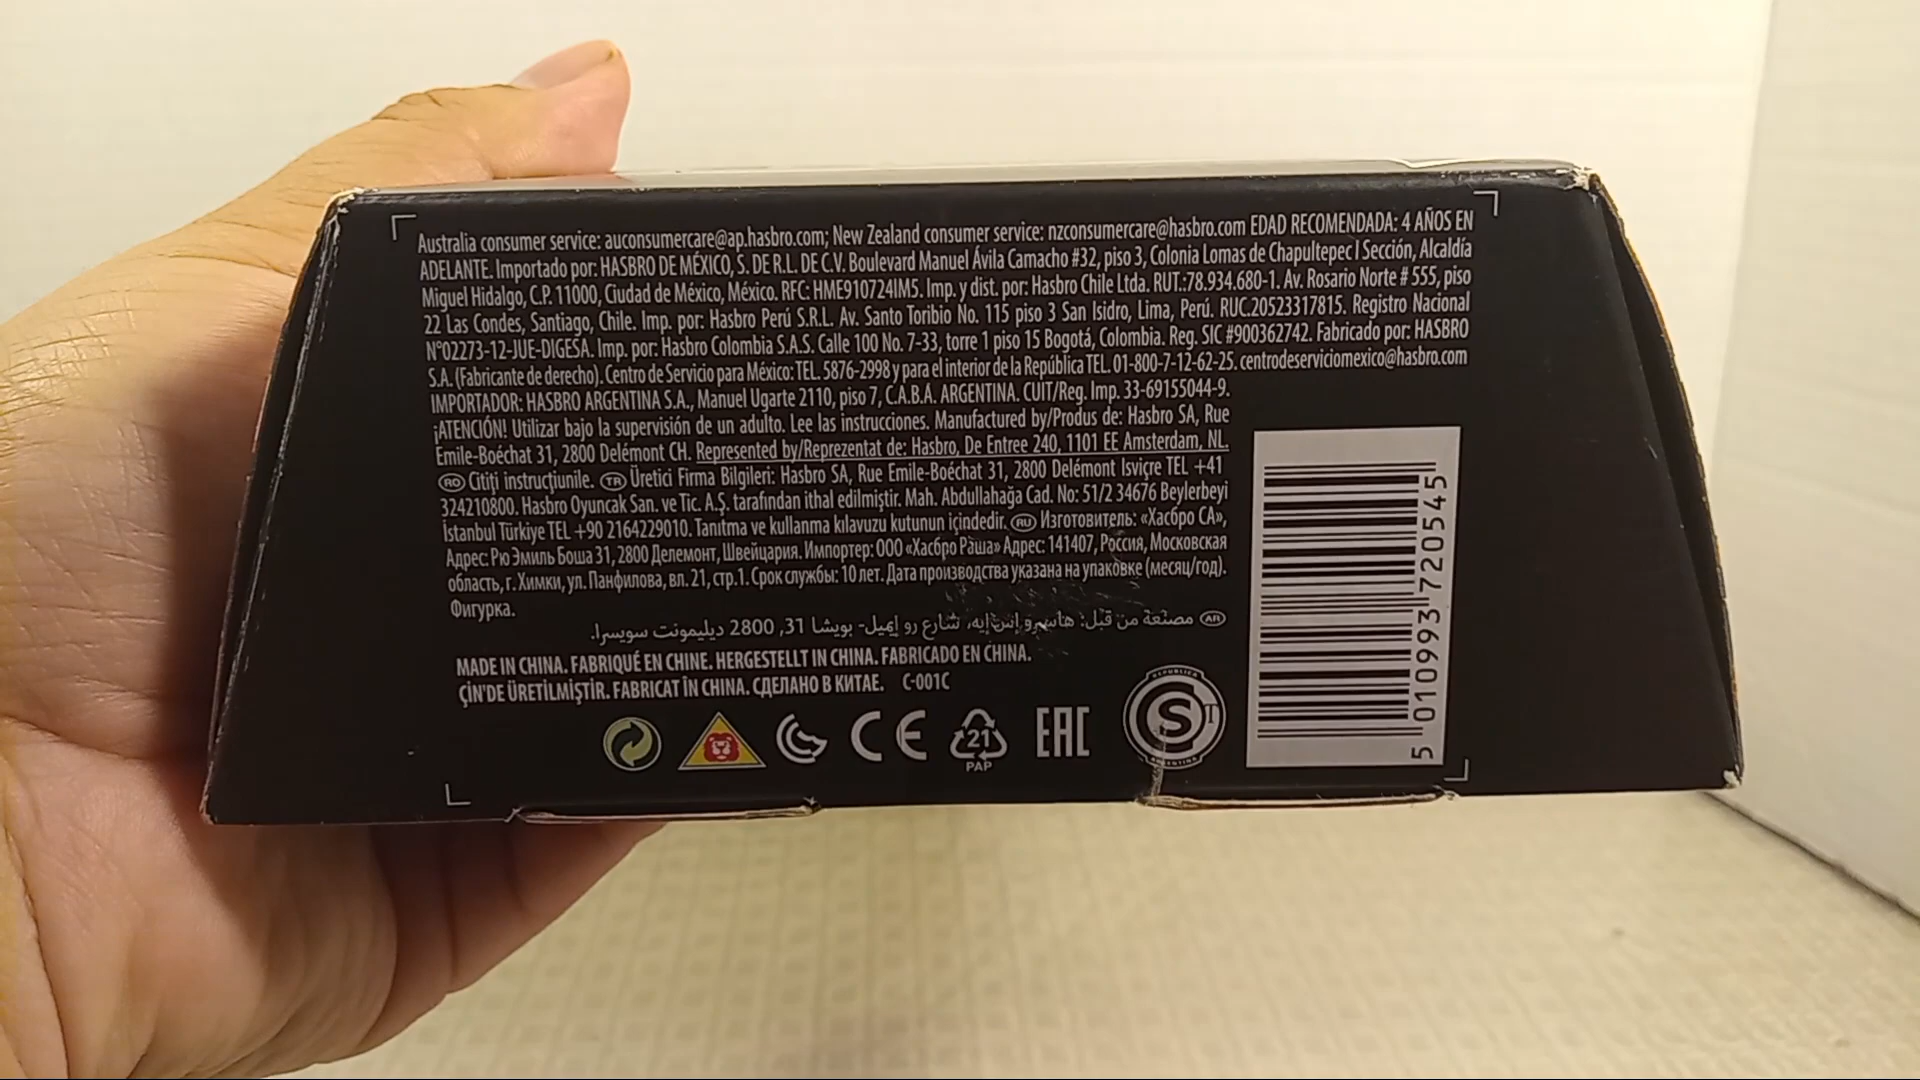 Australia consumer service: auconsumercare@ap.hasbro.com; New Zealand consumer service: nzconsumercare@hasbro.com EDAD RECOMENDADA: 4 AÑOS EN
ADELANTE. Importado por: HASBRO DE MÉXICO, S. DE R.L. DE C.V. Boulevard Manuel Ávila Camacho #32, piso 3, Colonia Lomas de Chapultepec I Sección, Alcaldía
Miguel Hidalgo, C.P. 11000, Ciudad de México, México. RFC: HME910724IM5. Imp. y dist. por: Hasbro Chile Ltda. RUT.:78.934.680-1. Av. Rosario Norte # 555, piso
22 Las Condes, Santiago, Chile. Imp. por: Hasbro Perú S.R.L. Av. Santo Toribio No. 115 piso 3 San Isidro, Lima, Perú. RUC.20523317815. Registro Nacional
N°02273-12-JUE-DIGESA. Imp. por: Hasbro Colombia S.A.S. Calle 100 No. 7-33, torre 1 piso 15 Bogotá, Colombia. Reg. SIC #900362742. Fabricado por: HASBRO
S.A. (Fabricante de derecho). Centro de Servicio para México: TEL. 5876-2998 y para el interior de la República TEL. 01-800-7-12-62-25. centrodeserviciomexico@hasbro.com
IMPORTADOR: HASBRO ARGENTINA S.A., Manuel Ugarte 2110, piso 7, C.A.B.A. ARGENTINA. CUIT/Reg. Imp. 33-69155044-9.
¡ATENCIÓN! Utilizar bajo la supervisión de un adulto. Lee las instrucciones. Manufactured by/Produs de: Hasbro SA, Rue
Emile-Boéchat 31, 2800 Delémont CH. Represented by/Reprezentat de: Hasbro, De Entree 240, 1101 EE Amsterdam, NL.
RO Citiți instrucțiunile. TR Üretici Firma Bilgileri: Hasbro SA, Rue Emile-Boéchat 31, 2800 Delémont Isviçre TEL +41
324210800. Hasbro Oyuncak San. ve Tic. A.Ş. tarafından ithal edilmiştir. Mah. Abdullahağa Cad. No: 51/2 34676 Beylerbeyi
İstanbul Türkiye TEL +90 2164229010. Tanıtma ve kullanma kılavuzu kutunun içindedir. RU Изготовитель: «Хасбро СА»,
Адрес: Рю Эмиль Боша 31, 2800 Делемонт, Швейцария. Импортер: ООО «Хасбро Раша» Адрес: 141407, Россия, Московская
область, г. Химки, ул. Панфилова, вл. 21, стр.1. Срок службы: 10 лет. Дата производства указана на упаковке (месяц/год).
Фигурка.
AR مصنعة من قبل: هاسبرو إس إيه، شارع رو إيميل- بويشا 31, 2800 ديليمونت سويسرا.
MADE IN CHINA. FABRIQUÉ EN CHINE. HERGESTELLT IN CHINA. FABRICADO EN CHINA.
ÇİN'DE ÜRETİLMİŞTİR. FABRICAT ÎN CHINA. СДЕЛАНО В КИТАЕ. C-001C
CE
21
PAP
EAC
REPUBLICA
S
T
ARGENTINA
5 010993 720545